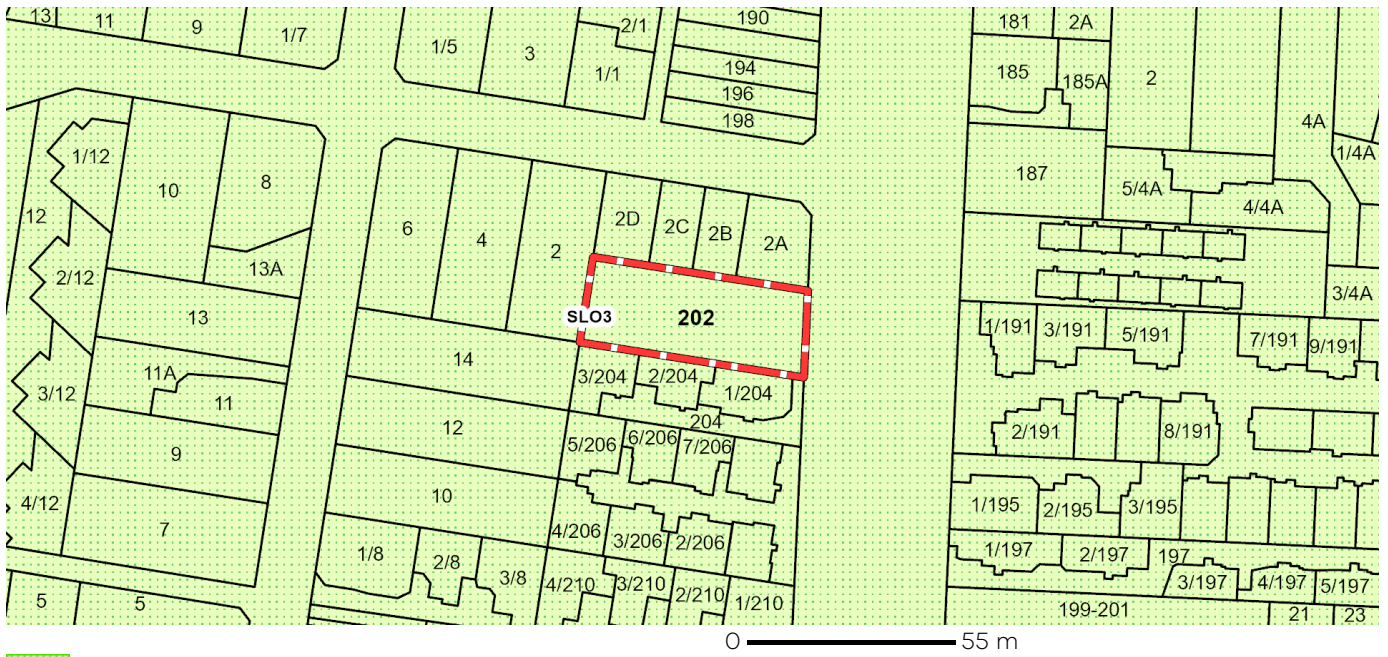 13 11 9 1/7 1/5 3 2/1 190 181 2A
1/1 194 185 185A 2
196
198 4A
1/12 10 8 187 1/4A
12 6 4 2 2D 2C 2B 2A 5/4A 4/4A
2/12 13A
13 SLO3 202 3/4A
1/191 3/191 5/191 7/191 9/191
14 3/204 2/204 1/204
3/12 11A 11
204
12 5/206 6/206 7/206 2/191 8/191
9
4/12 10 1/195 2/195 3/195
7 1/8 2/8 3/8 4/206 3/206 2/206 1/197 2/197 197
4/210 3/210 2/210 1/210 3/197 4/197 5/197
5 5 199-201 21 23
0 55 m